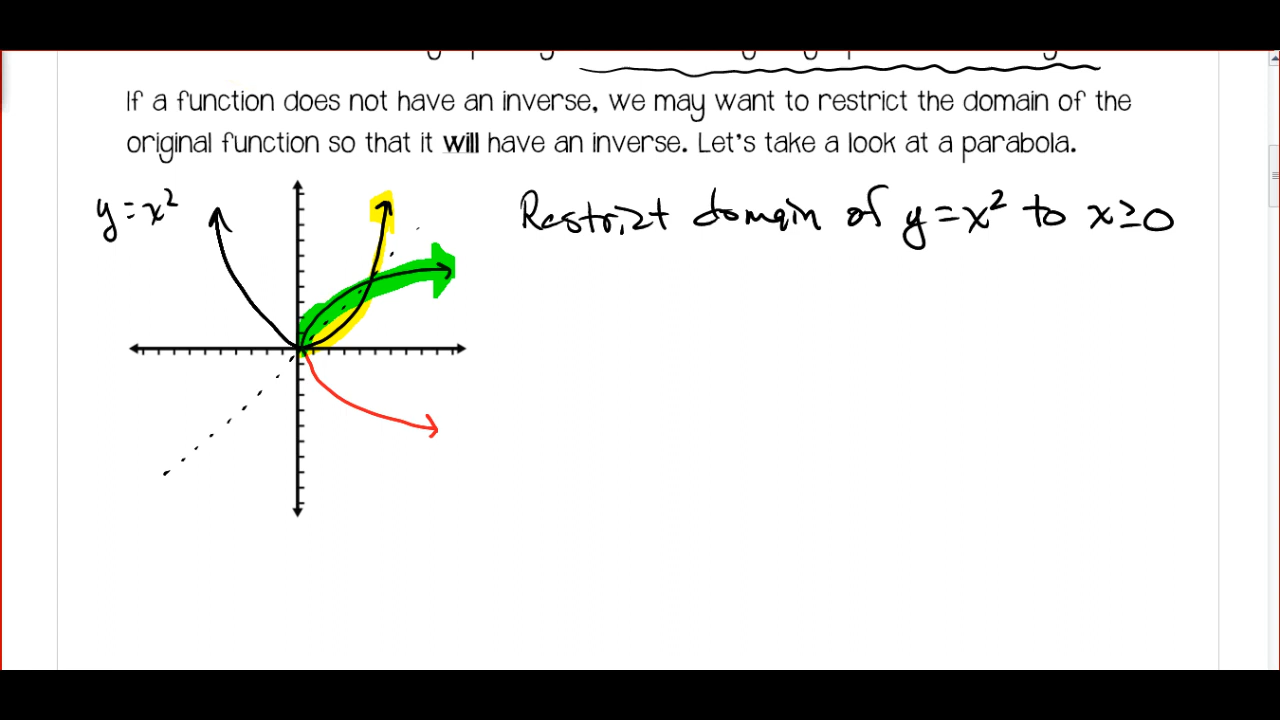 If a function does not have an inverse, we may want to restrict the domain of the
original function so that it will have an inverse. Let's take a look at a parabola.
y=x²
Restrict domain of y=x² to x≥0